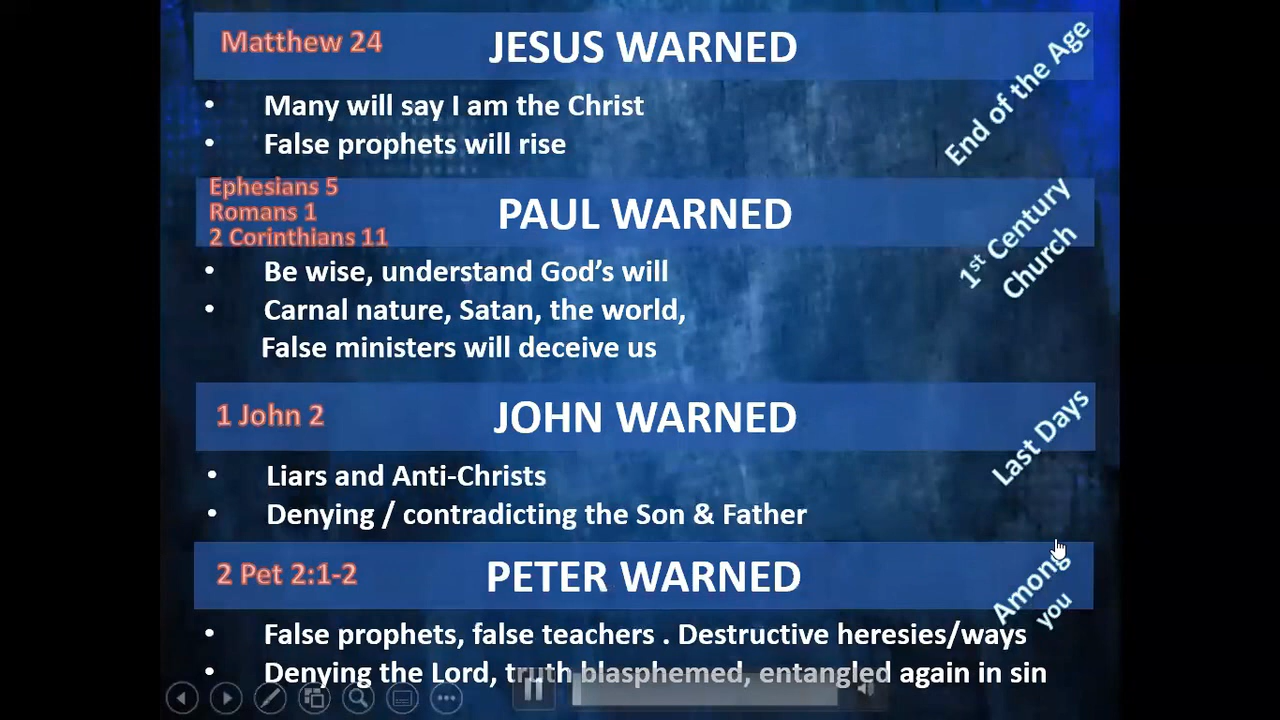 Matthew 24 JESUS WARNED
End of the Age
• Many will say I am the Christ
• False prophets will rise
Ephesians 5
Romans 1
2 Corinthians 11
PAUL WARNED
1st Century
Church
• Be wise, understand God’s will
• Carnal nature, Satan, the world,
False ministers will deceive us
1 John 2 JOHN WARNED
Last Days
• Liars and Anti-Christs
• Denying / contradicting the Son & Father
2 Pet 2:1-2 PETER WARNED
Among
you
• False prophets, false teachers . Destructive heresies/ways
• Denying the Lord, truth blasphemed, entangled again in sin